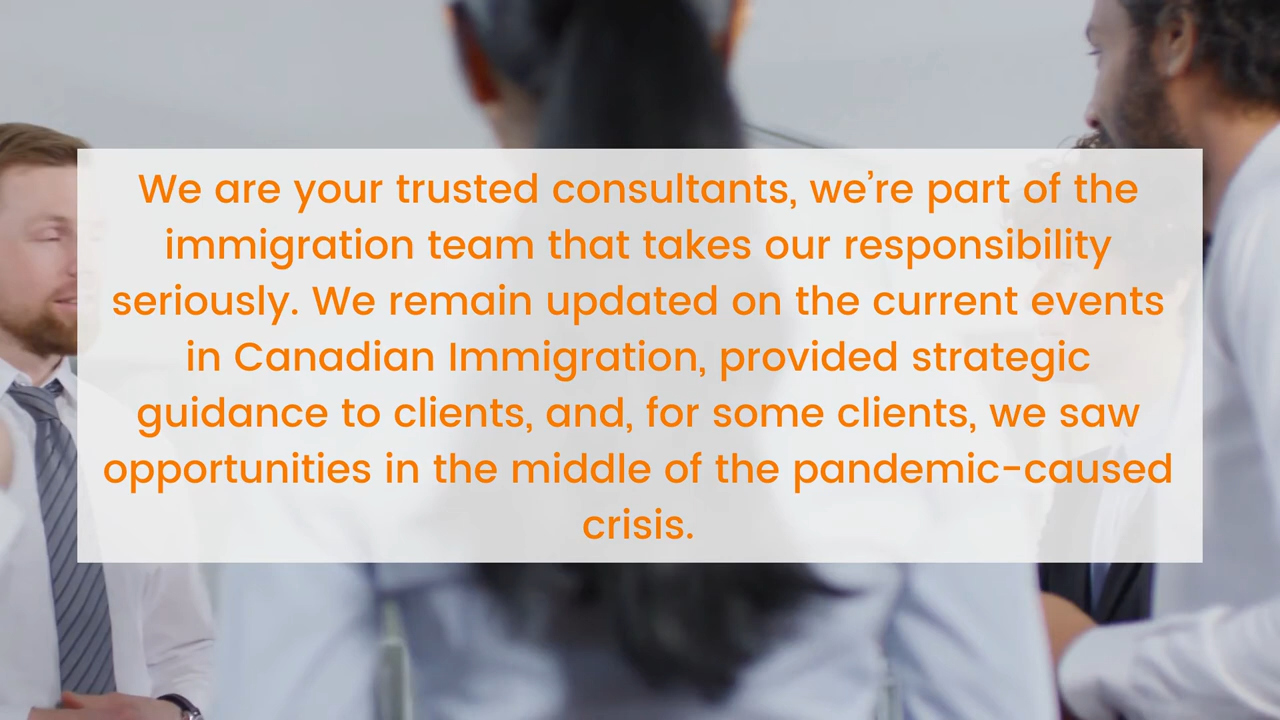 We are your trusted consultants, we’re part of the
immigration team that takes our responsibility
seriously. We remain updated on the current events
in Canadian Immigration, provided strategic
guidance to clients, and, for some clients, we saw
opportunities in the middle of the pandemic-caused
crisis.